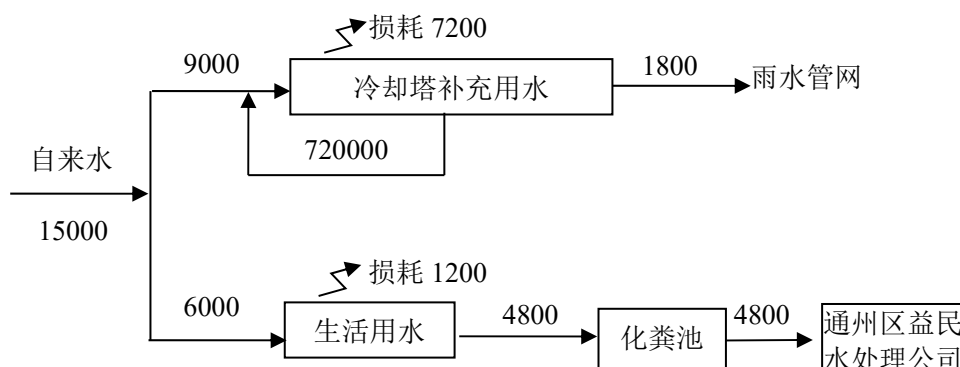 损耗 7200
9000
冷却塔补充用水
1800
雨水管网
720000
自来水
15000
损耗 1200
6000
生活用水
4800
化粪池
4800
通州区益民
水处理公司